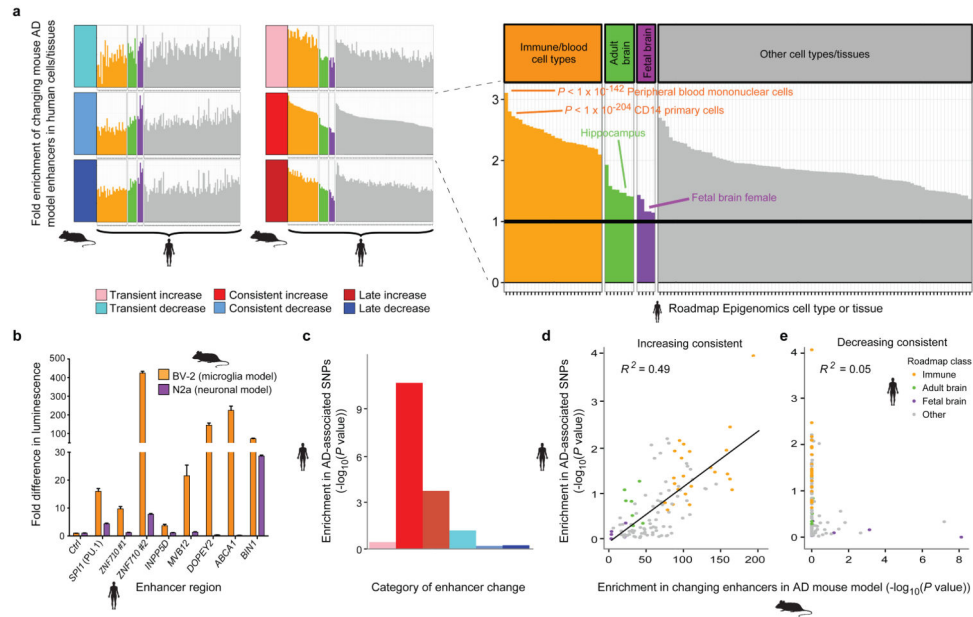 a
Fold enrichment of changing mouse AD
model enhancers in human cells/tissues
Transient increase
Consistent increase
Late increase
Transient decrease
Consistent decrease
Late decrease
Immune/blood
cell types
Adult
brain
Fetal brain
Other cell types/tissues
3
2
1
0
P < 1 x 10-142 Peripheral blood mononuclear cells
P < 1 x 10-204 CD14 primary cells
Hippocampus
Fetal brain female
Roadmap Epigenomics cell type or tissue
b
Fold difference in luminescence
500
400
300
200
100
50
30
20
10
0
BV-2 (microglia model)
N2a (neuronal model)
Ctrl
SPI1 (PU.1)
ZNF710 #1
ZNF710 #2
INPP5D
MVB12
DOPEY2
ABCA1
BIN1
Enhancer region
c
Enrichment in AD-associated SNPs
(-log10(P value))
9
6
3
0
Category of enhancer change
d
Increasing consistent
Enrichment in AD-associated SNPs
(-log10(P value))
R2 = 0.49
4
3
2
1
0
0
50
100
150
200
e
Decreasing consistent
R2 = 0.05
4
3
2
1
0
0
2
4
6
8
Roadmap class
Immune
Adult brain
Fetal brain
Other
Enrichment in changing enhancers in AD mouse model (-log10(P value))